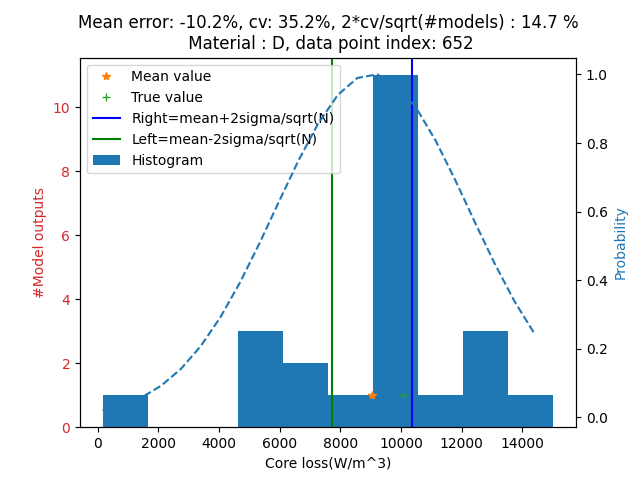 Mean error: -10.2%, cv: 35.2%, 2*cv/sqrt(#models) : 14.7 %
Material : D, data point index: 652
Mean value
True value
Right=mean+2sigma/sqrt(N)
Left=mean-2sigma/sqrt(N)
Histogram
#Model outputs
10
8
6
4
2
0
1.0
0.8
0.6
0.4
0.2
0.0
Probability
0 2000 4000 6000 8000 10000 12000 14000
Core loss(W/m^3)